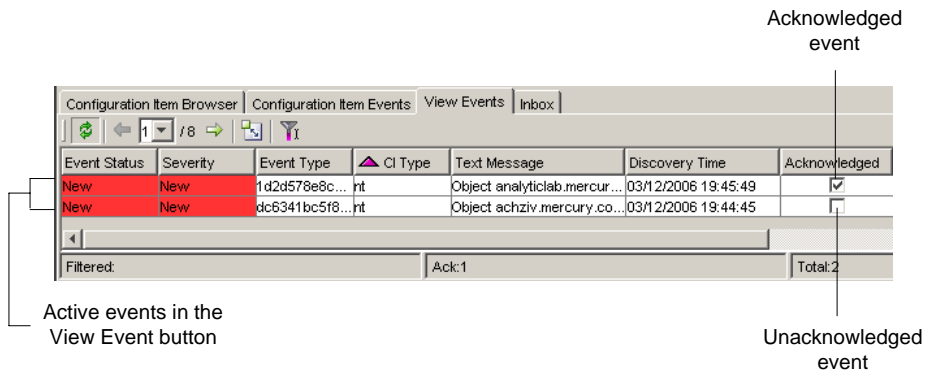 Acknowledged
event
Configuration Item Browser Configuration Item Events View Events Inbox
1 /8
Event Status Severity Event Type CI Type Text Message Discovery Time Acknowledged
New New 1d2d578e8c... nt Object analyticlab.mercur... 03/12/2006 19:45:49
New New dc6341bc5f8... nt Object achziv.mercury.co... 03/12/2006 19:44:45
Filtered: Ack:1 Total:2
Active events in the
View Event button
Unacknowledged
event